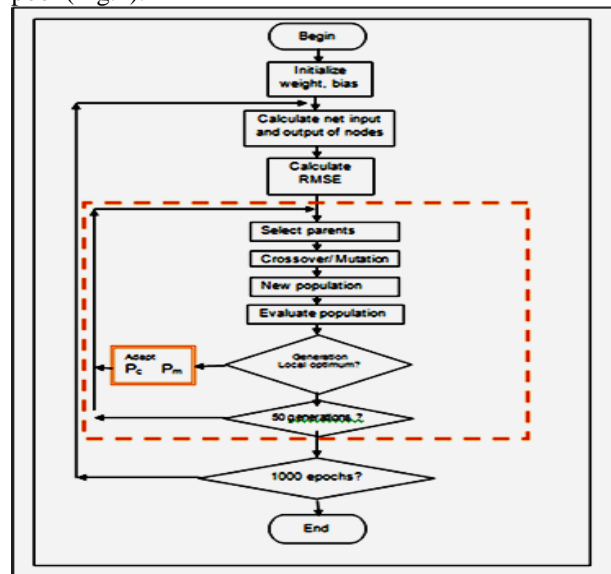 Begin
Initialize
weight, bias
Calculate net input
and output of nodes
Calculate
RMSE
Select parents
Crossover/ Mutation
New population
Evaluate population
Generation
Local optimum?
Adapt
Pc Pm
50 generations ?
1000 epochs?
End